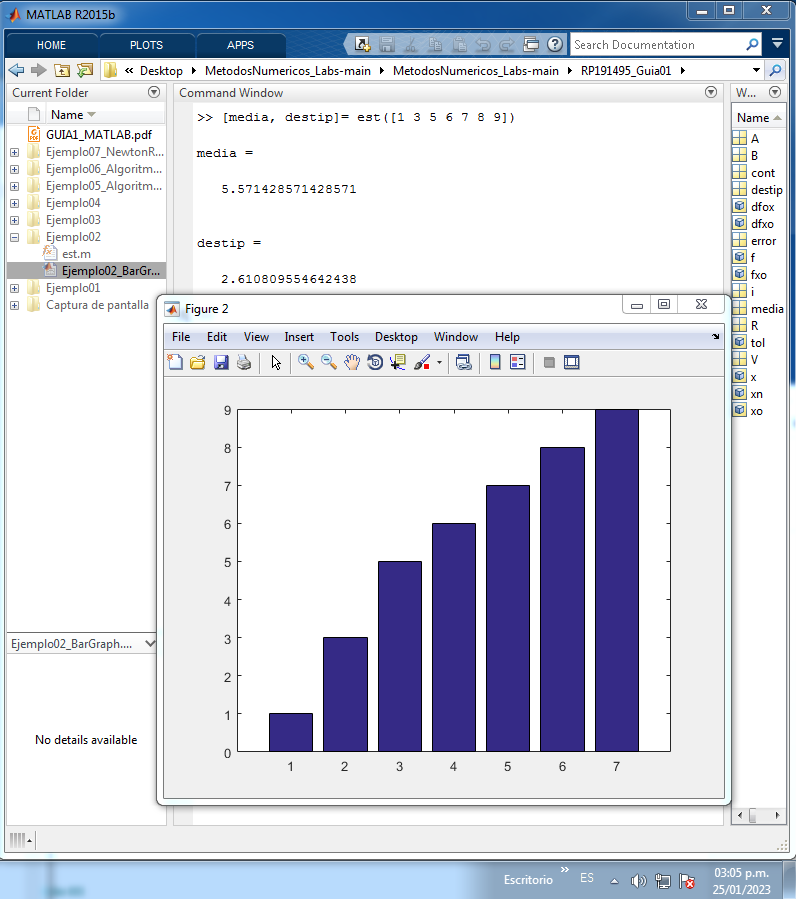 MATLAB R2015b
HOME PLOTS APPS
Search Documentation
« Desktop ▸ MetodosNumericos_Labs-main ▸ MetodosNumericos_Labs-main ▸ RP191495_Guia01 ▸
Current Folder
Name
GUIA1_MATLAB.pdf
Ejemplo07_NewtonR...
Ejemplo06_Algoritm...
Ejemplo05_Algoritm...
Ejemplo04
Ejemplo03
Ejemplo02
est.m
Ejemplo02_BarGr...
Ejemplo01
Captura de pantalla
Ejemplo02_BarGraph....
No details available
Command Window
>> [media, destip]= est([1 3 5 6 7 8 9])
media =
5.571428571428571
destip =
2.610809554642438
W...
Name
A
B
cont
destip
dfox
dfxo
error
f
fxo
i
media
R
tol
V
x
xn
xo
Figure 2
File Edit View Insert Tools Desktop Window Help
9
8
7
6
5
4
3
2
1
0
1 2 3 4 5 6 7
Escritorio » ES 03:05 p.m.
25/01/2023